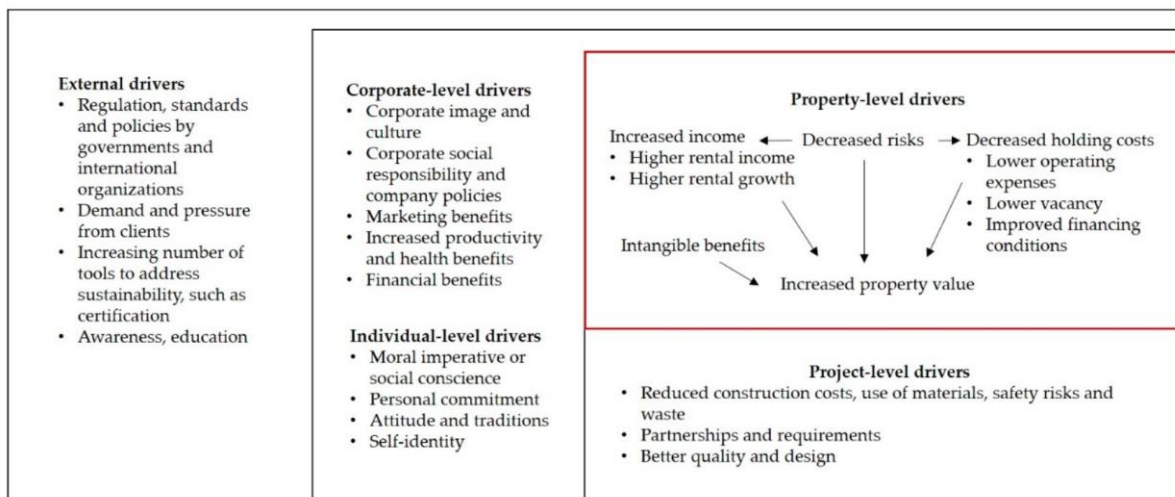 External drivers
• Regulation, standards
and policies by
governments and
international
organizations
• Demand and pressure
from clients
• Increasing number of
tools to address
sustainability, such as
certification
• Awareness, education
Corporate-level drivers
• Corporate image and
culture
• Corporate social
responsibility and
company policies
• Marketing benefits
• Increased productivity
and health benefits
• Financial benefits
Individual-level drivers
• Moral imperative or
social conscience
• Personal commitment
• Attitude and traditions
• Self-identity
Property-level drivers
Increased income
• Higher rental income
• Higher rental growth
Decreased risks
Decreased holding costs
• Lower operating
expenses
• Lower vacancy
• Improved financing
conditions
Intangible benefits
Increased property value
Project-level drivers
• Reduced construction costs, use of materials, safety risks and
waste
• Partnerships and requirements
• Better quality and design